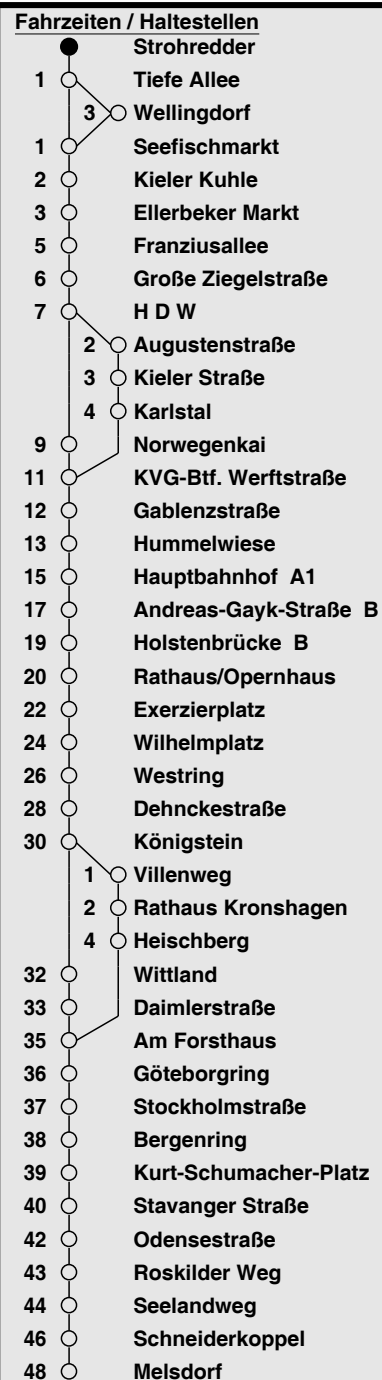 Fahrzeiten / Haltestellen
Strohredder
1 Tiefe Allee
3 Wellingdorf
1 Seefischmarkt
2 Kieler Kuhle
3 Ellerbeker Markt
5 Franziusallee
6 Große Ziegelstraße
7 H D W
2 Augustenstraße
3 Kieler Straße
4 Karlstal
9 Norwegenkai
11 KVG-Btf. Werftstraße
12 Gablenzstraße
13 Hummelwiese
15 Hauptbahnhof A1
17 Andreas-Gayk-Straße B
19 Holstenbrücke B
20 Rathaus/Opernhaus
22 Exerzierplatz
24 Wilhelmplatz
26 Westring
28 Dehnckestraße
30 Königstein
1 Villenweg
2 Rathaus Kronshagen
4 Heischberg
32 Wittland
33 Daimlerstraße
35 Am Forsthaus
36 Göteborgring
37 Stockholmstraße
38 Bergenring
39 Kurt-Schumacher-Platz
40 Stavanger Straße
42 Odensestraße
43 Roskilder Weg
44 Seelandweg
46 Schneiderkoppel
48 Melsdorf